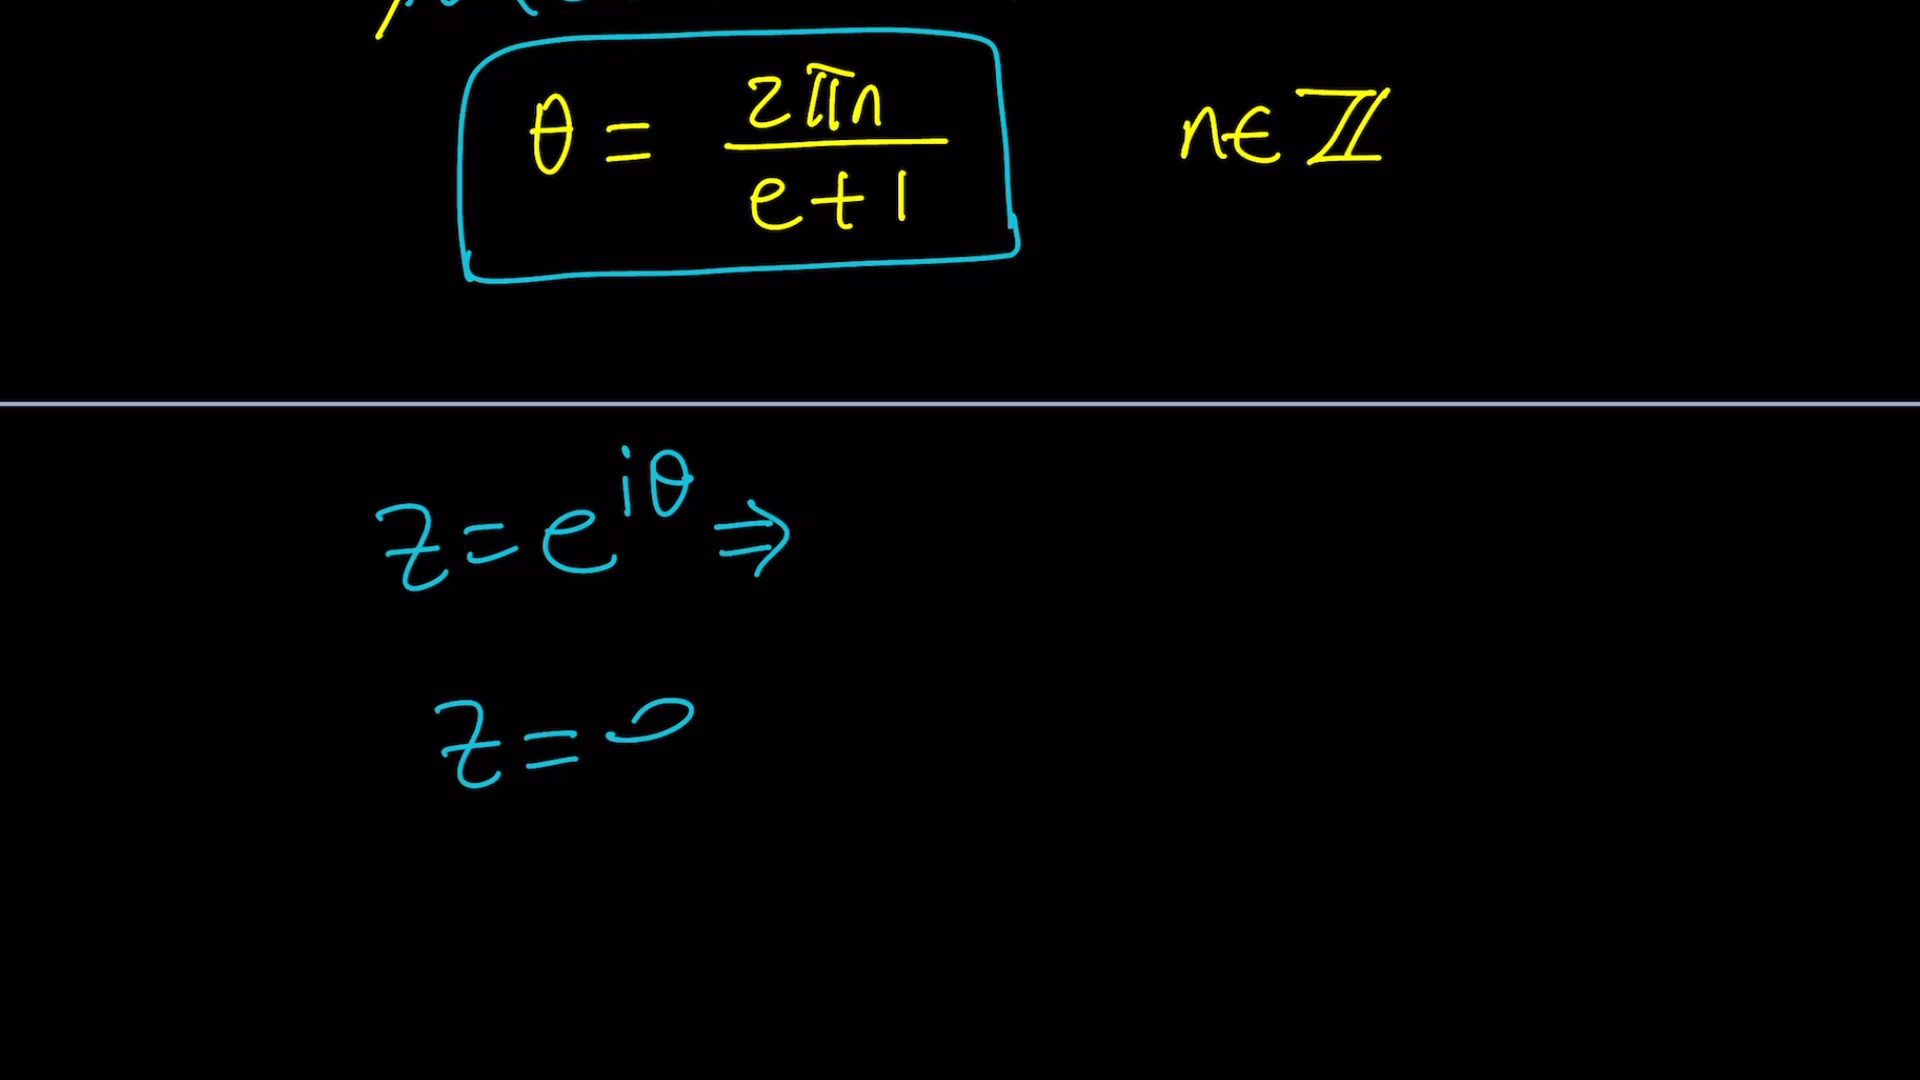 θ = 2πn / e+1 n∈ℤ
z = e^{iθ} ⇒
z =